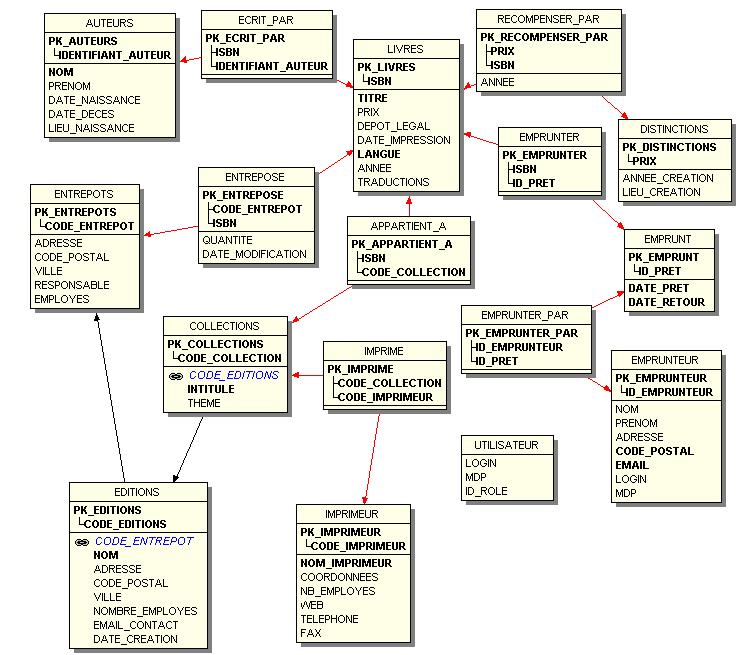 AUTEURS
PK_AUTEURS
IDENTIFIANT_AUTEUR
NOM
PRENOM
DATE_NAISSANCE
DATE_DECES
LIEU_NAISSANCE
ECRIT_PAR
PK_ECRIT_PAR
ISBN
IDENTIFIANT_AUTEUR
LIVRES
PK_LIVRES
ISBN
TITRE
PRIX
DEPOT_LEGAL
DATE_IMPRESSION
LANGUE
ANNEE
TRADUCTIONS
RECOMPENSER_PAR
PK_RECOMPENSER_PAR
PRIX
ISBN
ANNEE
DISTINCTIONS
PK_DISTINCTIONS
PRIX
ANNEE_CREATION
LIEU_CREATION
EMPRUNTER
PK_EMPRUNTER
ISBN
ID_PRET
ENTREPOSE
PK_ENTREPOSE
CODE_ENTREPOT
ISBN
QUANTITE
DATE_MODIFICATION
ENTREPOTS
PK_ENTREPOTS
CODE_ENTREPOT
ADRESSE
CODE_POSTAL
VILLE
RESPONSABLE
EMPLOYES
APPARTIENT_A
PK_APPARTIENT_A
ISBN
CODE_COLLECTION
EMPRUNT
PK_EMPRUNT
ID_PRET
DATE_PRET
DATE_RETOUR
EMPRUNTER_PAR
PK_EMPRUNTER_PAR
ID_EMPRUNTEUR
ID_PRET
COLLECTIONS
PK_COLLECTIONS
CODE_COLLECTION
CODE_EDITIONS
INTITULE
THEME
IMPRIME
PK_IMPRIME
CODE_COLLECTION
CODE_IMPRIMEUR
EMPRUNTEUR
PK_EMPRUNTEUR
ID_EMPRUNTEUR
NOM
PRENOM
ADRESSE
CODE_POSTAL
EMAIL
LOGIN
MDP
UTILISATEUR
LOGIN
MDP
ID_ROLE
EDITIONS
PK_EDITIONS
CODE_EDITIONS
CODE_ENTREPOT
NOM
ADRESSE
CODE_POSTAL
VILLE
NOMBRE_EMPLOYES
EMAIL_CONTACT
DATE_CREATION
IMPRIMEUR
PK_IMPRIMEUR
CODE_IMPRIMEUR
NOM_IMPRIMEUR
COORDONNEES
NB_EMPLOYES
WEB
TELEPHONE
FAX